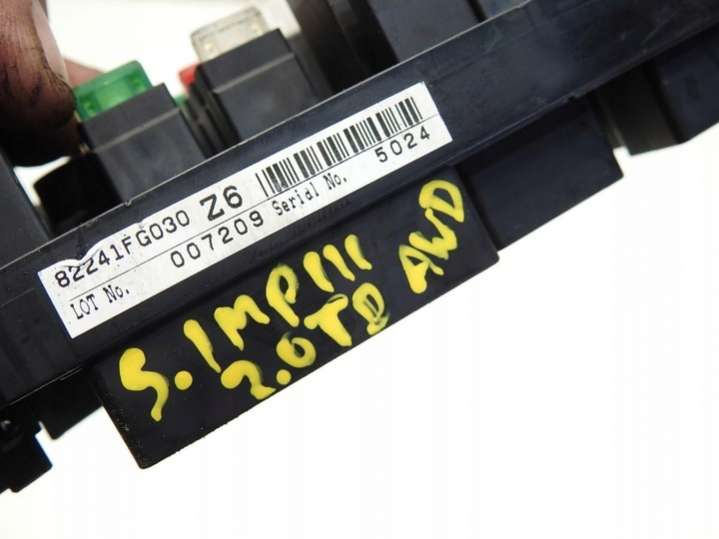 82241FG030 Z6
LOT No. 007209 Serial No. 5024
S. IMP III
2.0TD AWD